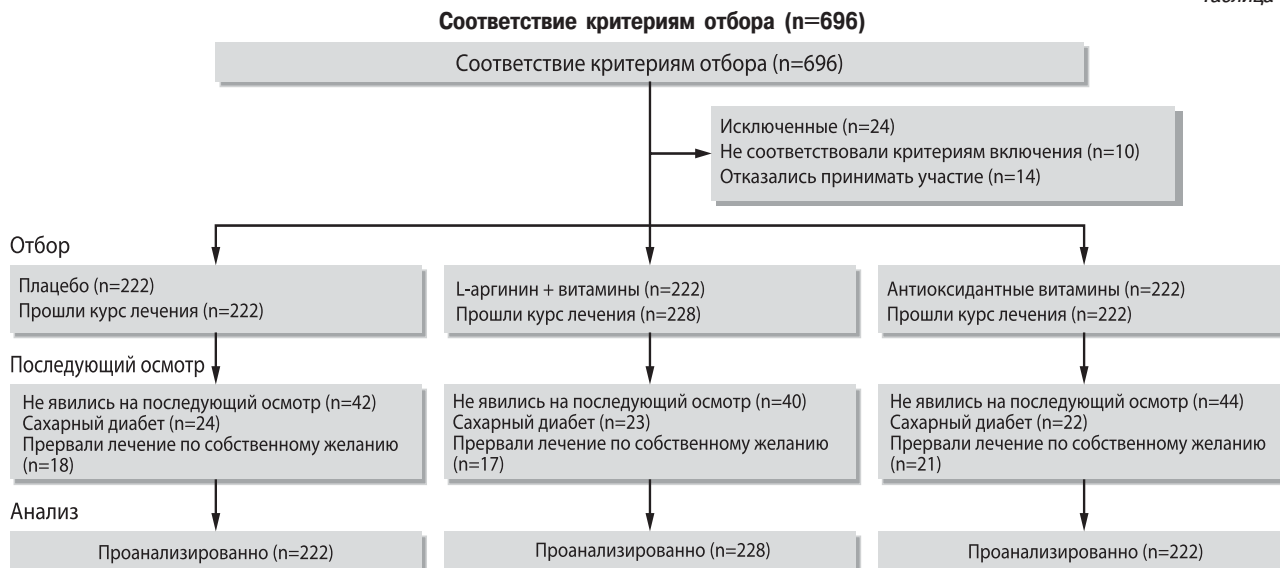 Таблица
Соответствие критериям отбора (n=696)
Соответствие критериям отбора (n=696)
Исключенные (n=24)
Не соответствовали критериям включения (n=10)
Отказались принимать участие (n=14)
Отбор
Плацебо (n=222)
Прошли курс лечения (n=222)
L-аргинин + витамины (n=222)
Прошли курс лечения (n=228)
Антиоксидантные витамины (n=222)
Прошли курс лечения (n=222)
Последующий осмотр
Не явились на последующий осмотр (n=42)
Сахарный диабет (n=24)
Прервали лечение по собственному желанию
(n=18)
Не явились на последующий осмотр (n=40)
Сахарный диабет (n=23)
Прервали лечение по собственному желанию
(n=17)
Не явились на последующий осмотр (n=44)
Сахарный диабет (n=22)
Прервали лечение по собственному желанию
(n=21)
Анализ
Проанализированно (n=222)
Проанализированно (n=228)
Проанализированно (n=222)